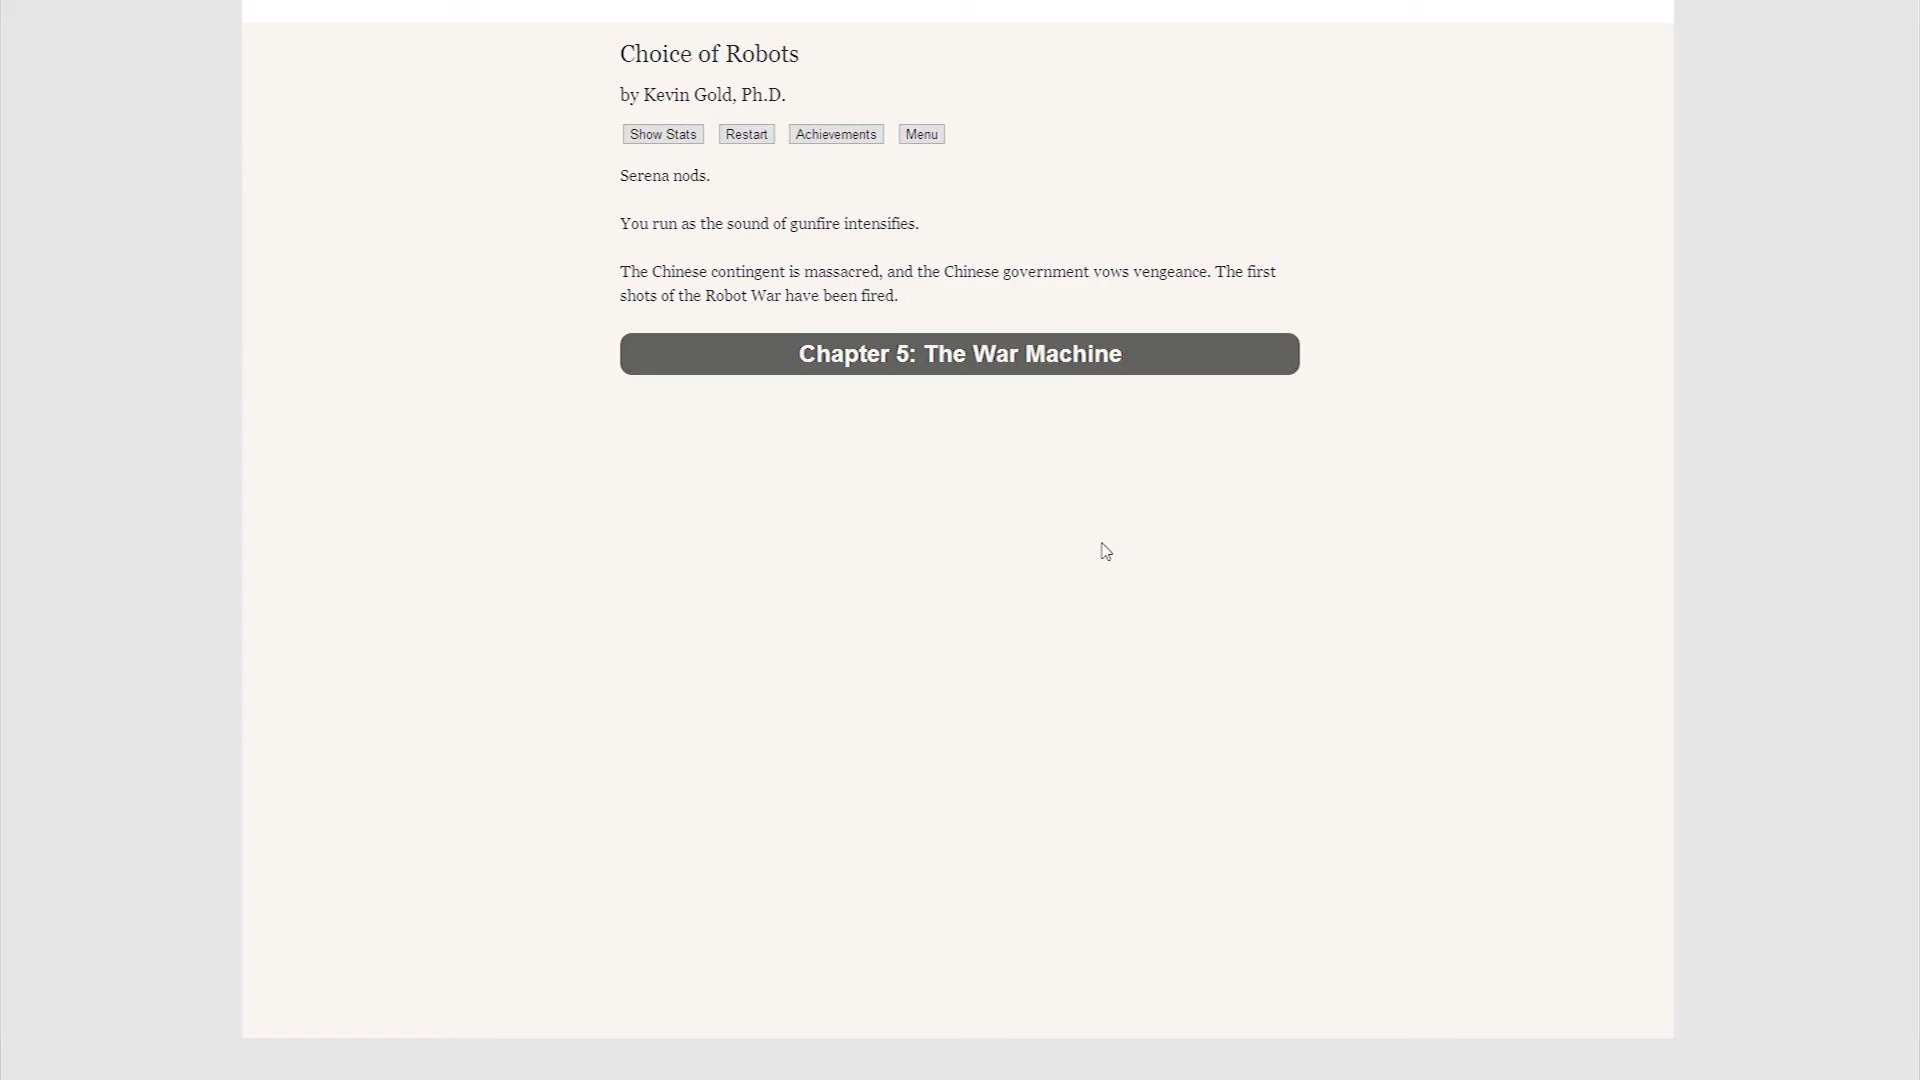 Choice of Robots
by Kevin Gold, Ph.D.
Show Stats Restart Achievements Menu
Serena nods.
You run as the sound of gunfire intensifies.
The Chinese contingent is massacred, and the Chinese government vows vengeance. The first
shots of the Robot War have been fired.
Chapter 5: The War Machine